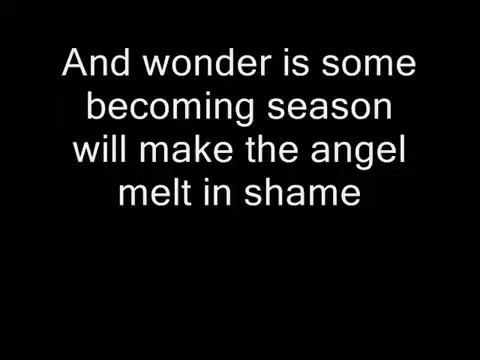 And wonder is some
becoming season
will make the angel
melt in shame